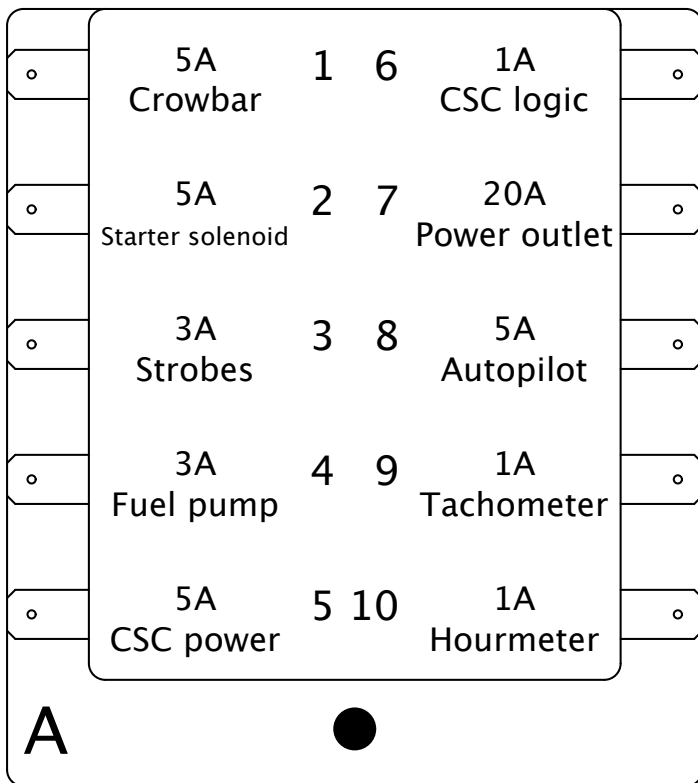 5A 1 6 1A
Crowbar CSC logic
5A 2 7 20A
Starter solenoid Power outlet
3A 3 8 5A
Strobes Autopilot
3A 4 9 1A
Fuel pump Tachometer
5A 5 10 1A
CSC power Hourmeter
A